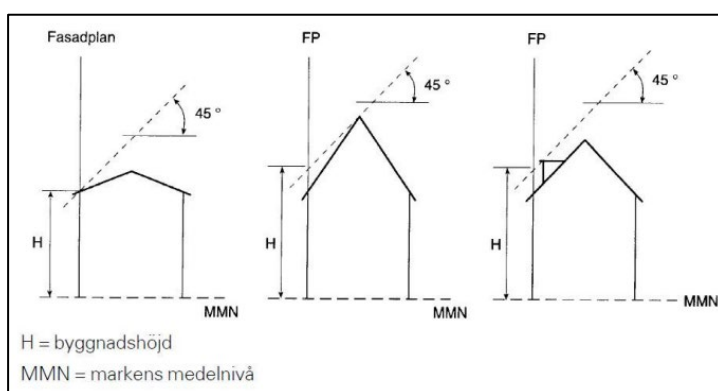 Fasadplan
FP
FP
45 °
45 °
45 °
H
H
H
MMN
MMN
MMN
H = byggnadshöjd
MMN = markens medelnivå